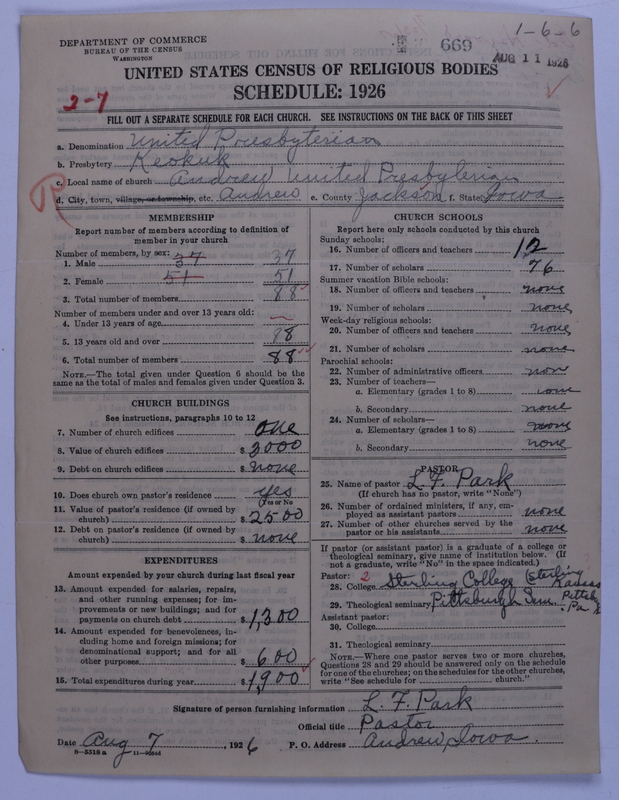 1-6-6
DEPARTMENT OF COMMERCE
BUREAU OF THE CENSUS
WASHINGTON
669
AUG 11 1926
UNITED STATES CENSUS OF RELIGIOUS BODIES
SCHEDULE: 1926
2-7
FILL OUT A SEPARATE SCHEDULE FOR EACH CHURCH. SEE INSTRUCTIONS ON THE BACK OF THIS SHEET
a. Denomination United Presbyterian
b. Presbytery Keokuk
c. Local name of church Andrew United Presbyterian
d. City, town, village, or township, etc. Andrew e. County Jackson f. State Iowa
MEMBERSHIP
Report number of members according to definition of
member in your church
Number of members, by sex:
1. Male 37 37
2. Female 51 51
3. Total number of members 88
Number of members under and over 13 years old:
4. Under 13 years of age
5. 13 years old and over 88
6. Total number of members 88
NOTE.—The total given under Question 6 should be the
same as the total of males and females given under Question 3.
CHURCH BUILDINGS
See instructions, paragraphs 10 to 12
7. Number of church edifices one
8. Value of church edifices $ 3000
9. Debt on church edifices $ none
10. Does church own pastor's residence yes
(Yes or No)
11. Value of pastor's residence (if owned by
church) $ 2500
12. Debt on pastor's residence (if owned by
church) $ none
EXPENDITURES
Amount expended by your church during last fiscal year
13. Amount expended for salaries, repairs,
and other running expenses; for im-
provements or new buildings; and for
payments on church debt $ 1,300
14. Amount expended for benevolences, in-
cluding home and foreign missions; for
denominational support; and for all
other purposes $ 600
15. Total expenditures during year $ 1,900
CHURCH SCHOOLS
Report here only schools conducted by this church
Sunday schools:
16. Number of officers and teachers 12
17. Number of scholars 76
Summer vacation Bible schools:
18. Number of officers and teachers none
19. Number of scholars none
Week-day religious schools:
20. Number of officers and teachers none
21. Number of scholars none
Parochial schools:
22. Number of administrative officers non
23. Number of teachers—
a. Elementary (grades 1 to 8) none
b. Secondary none
24. Number of scholars—
a. Elementary (grades 1 to 8) none
b. Secondary none
PASTOR
25. Name of pastor L. F. Park
(If church has no pastor, write "None")
26. Number of ordained ministers, if any, em-
ployed as assistant pastors none
27. Number of other churches served by the
pastor or his assistants none
If pastor (or assistant pastor) is a graduate of a college or
theological seminary, give name of institution below. (If
not a graduate, write "No" in the space indicated.)
Pastor: 2
28. College Sterling College (Sterling Kansas
29. Theological seminary Pittsburgh Sem. Pittsb. Pa
Assistant pastor:
30. College
31. Theological seminary
NOTE.—Where one pastor serves two or more churches,
Questions 28 and 29 should be answered only on the schedule
for one of the churches; on the schedules for the other churches,
write "See schedule for church."
Signature of person furnishing information L. F. Park
Official title Pastor
Date Aug 7, 1926 P. O. Address Andrew, Iowa.
8-5318 a